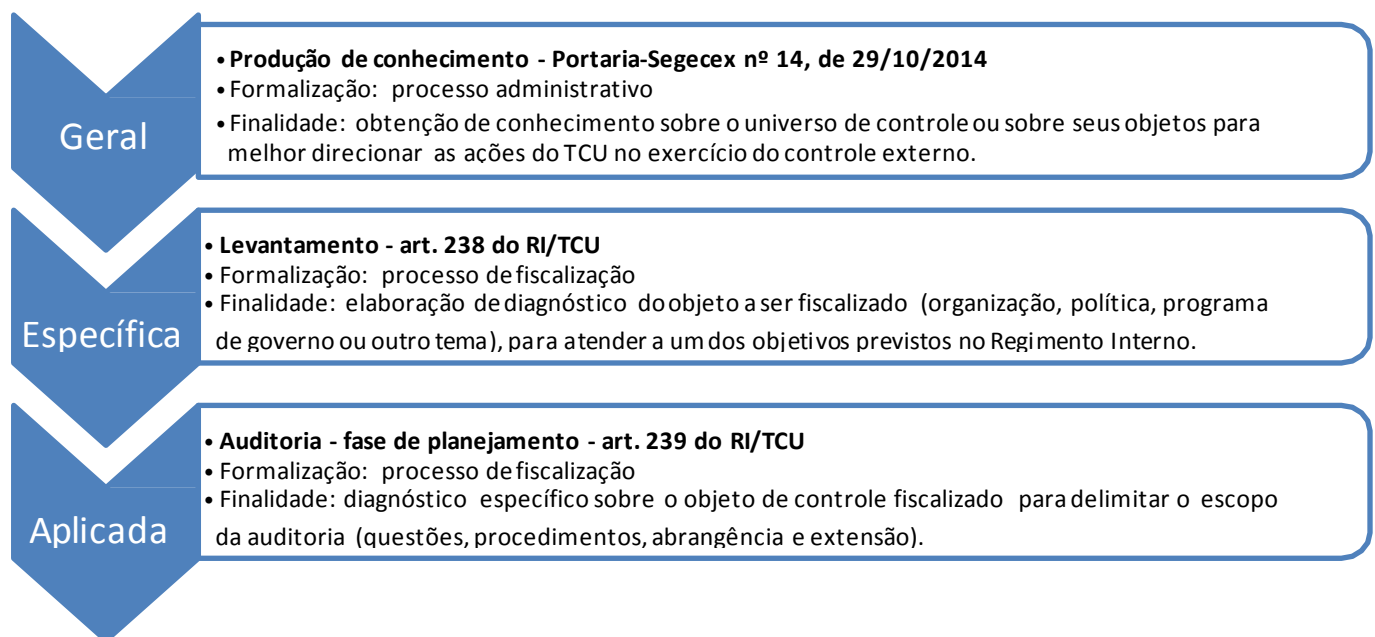 Geral
• Produção de conhecimento - Portaria-Segecex nº 14, de 29/10/2014
• Formalização: processo administrativo
• Finalidade: obtenção de conhecimento sobre o universo de controle ou sobre seus objetos para
melhor direcionar as ações do TCU no exercício do controle externo.
Específica
• Levantamento - art. 238 do RI/TCU
• Formalização: processo de fiscalização
• Finalidade: elaboração de diagnóstico do objeto a ser fiscalizado (organização, política, programa
de governo ou outro tema), para atender a um dos objetivos previstos no Regimento Interno.
Aplicada
• Auditoria - fase de planejamento - art. 239 do RI/TCU
• Formalização: processo de fiscalização
• Finalidade: diagnóstico específico sobre o objeto de controle fiscalizado para delimitar o escopo
da auditoria (questões, procedimentos, abrangência e extensão).